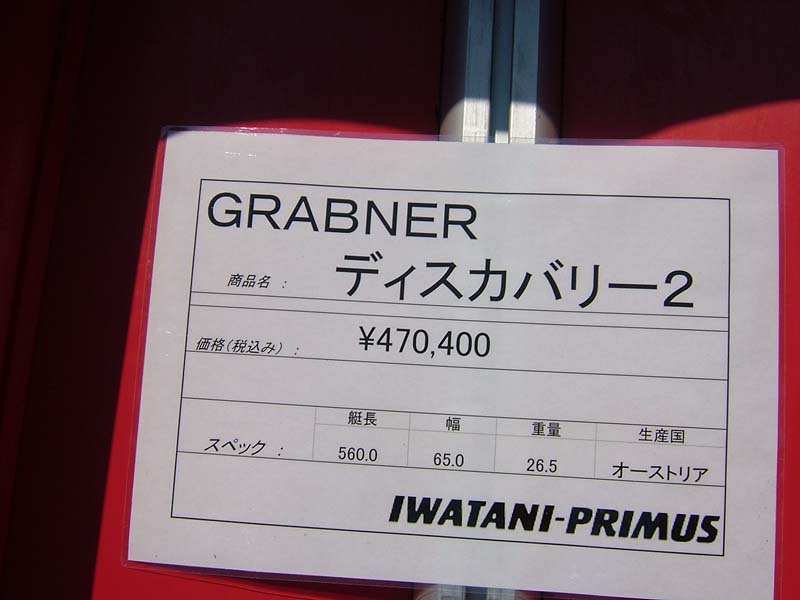 GRABNER
商品名 : ディスカバリー2
価格(税込み) : ¥470,400
艇長 幅 重量 生産国
スペック : 560.0 65.0 26.5 オーストリア
IWATANI-PRIMUS